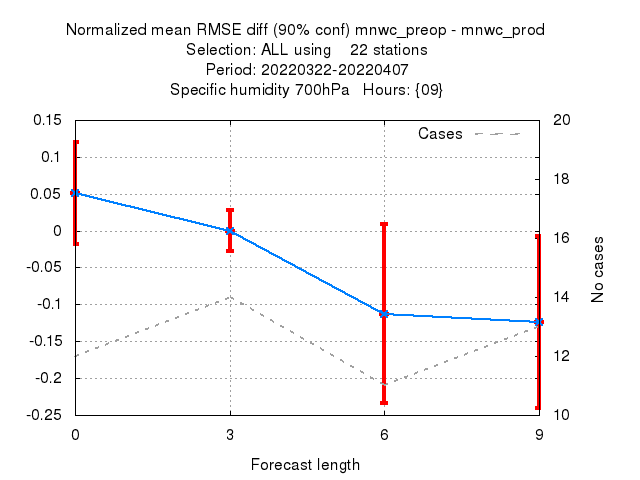 Normalized mean RMSE diff (90% conf) mnwc_preop - mnwc_prod
Selection: ALL using    22 stations
Period: 20220322-20220407
Specific humidity 700hPa   Hours: {09}
Cases
0.15
0.1
0.05
0
-0.05
-0.1
-0.15
-0.2
-0.25
20
18
16
14
12
10
No cases
0 3 6 9
Forecast length